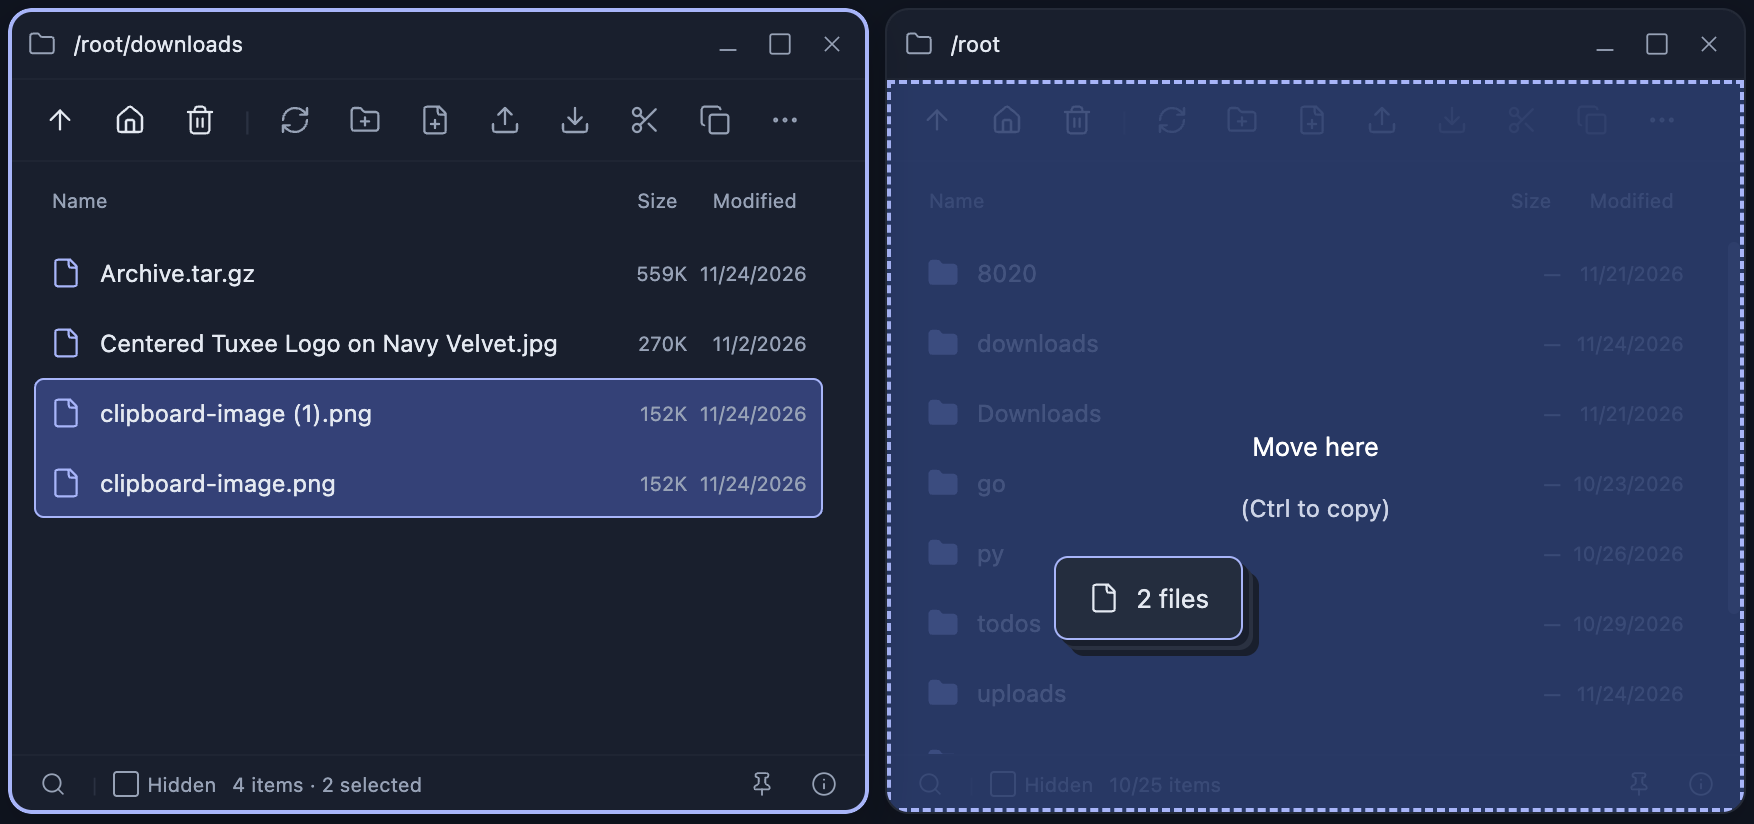 /root/downloads
Name Size Modified
Archive.tar.gz 559K 11/24/2026
Centered Tuxee Logo on Navy Velvet.jpg 270K 11/2/2026
clipboard-image (1).png 152K 11/24/2026
clipboard-image.png 152K 11/24/2026
Hidden 4 items · 2 selected
/root
Name Size Modified
8020 — 11/21/2026
downloads — 11/24/2026
Downloads — 11/21/2026
Move here
go — 10/23/2026
(Ctrl to copy)
py — 10/26/2026
2 files
todos — 10/29/2026
uploads — 11/24/2026
Hidden 10/25 items